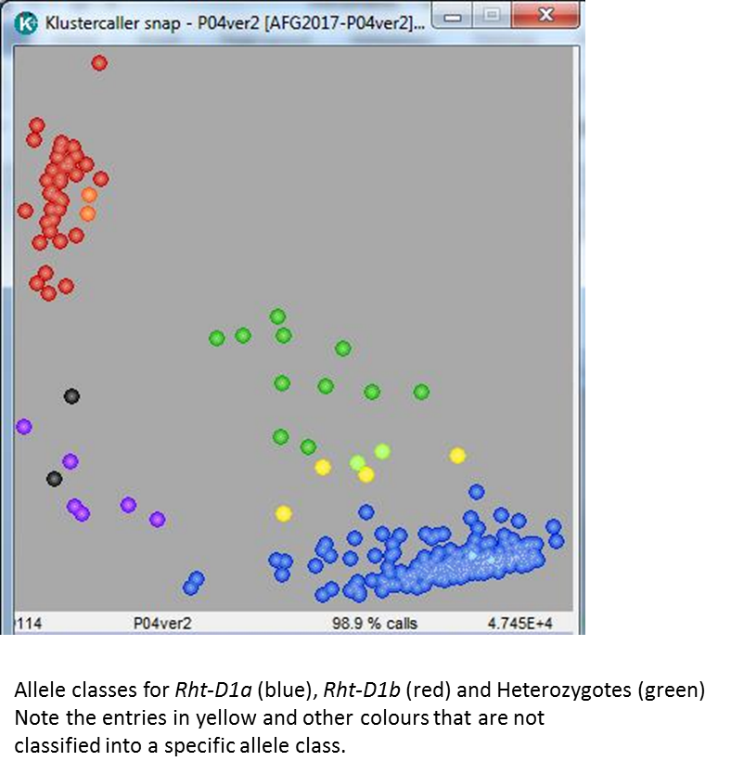 Klustercaller snap - P04ver2 [AFG2017-P04ver2]...
114 P04ver2 98.9 % calls 4.745E+4
Allele classes for Rht-D1a (blue), Rht-D1b (red) and Heterozygotes (green)
Note the entries in yellow and other colours that are not
classified into a specific allele class.